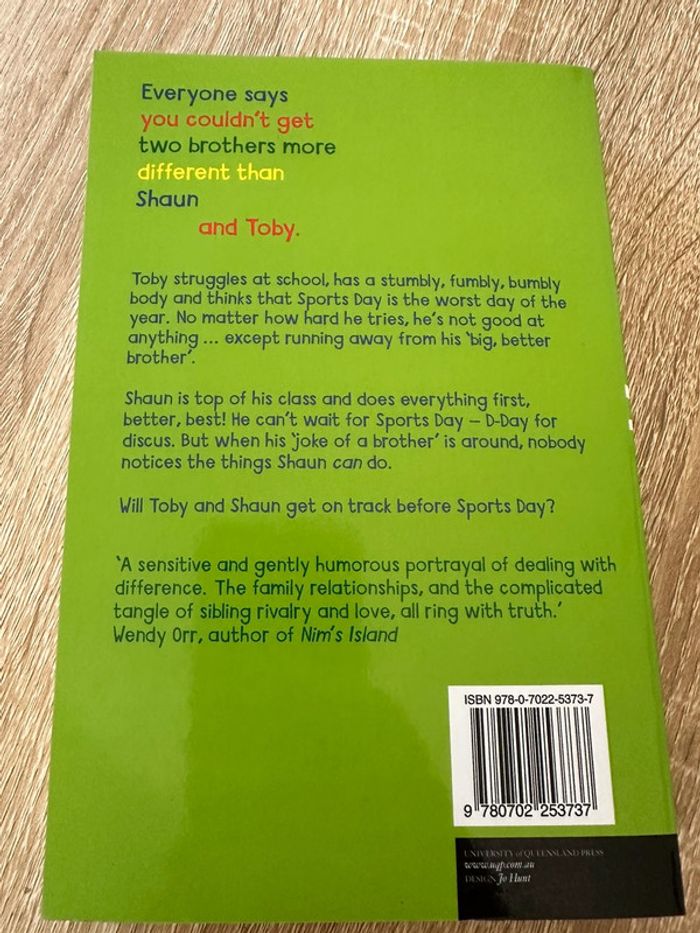 Everyone says
you couldn't get
two brothers more
different than
Shaun
and Toby.
Toby struggles at school, has a stumbly, fumbly, bumbly
body and thinks that Sports Day is the worst day of the
year. No matter how hard he tries, he's not good at
anything ... except running away from his 'big, better
brother'.
Shaun is top of his class and does everything first,
better, best! He can't wait for Sports Day – D-Day for
discus. But when his 'joke of a brother' is around, nobody
notices the things Shaun can do.
Will Toby and Shaun get on track before Sports Day?
'A sensitive and gently humorous portrayal of dealing with
difference. The family relationships, and the complicated
tangle of sibling rivalry and love, all ring with truth.'
Wendy Orr, author of Nim's Island
ISBN 978-0-7022-5373-7
9 780702 253737
UNIVERSITY of QUEENSLAND PRESS
www.uqp.com.au
DESIGN Jo Hunt